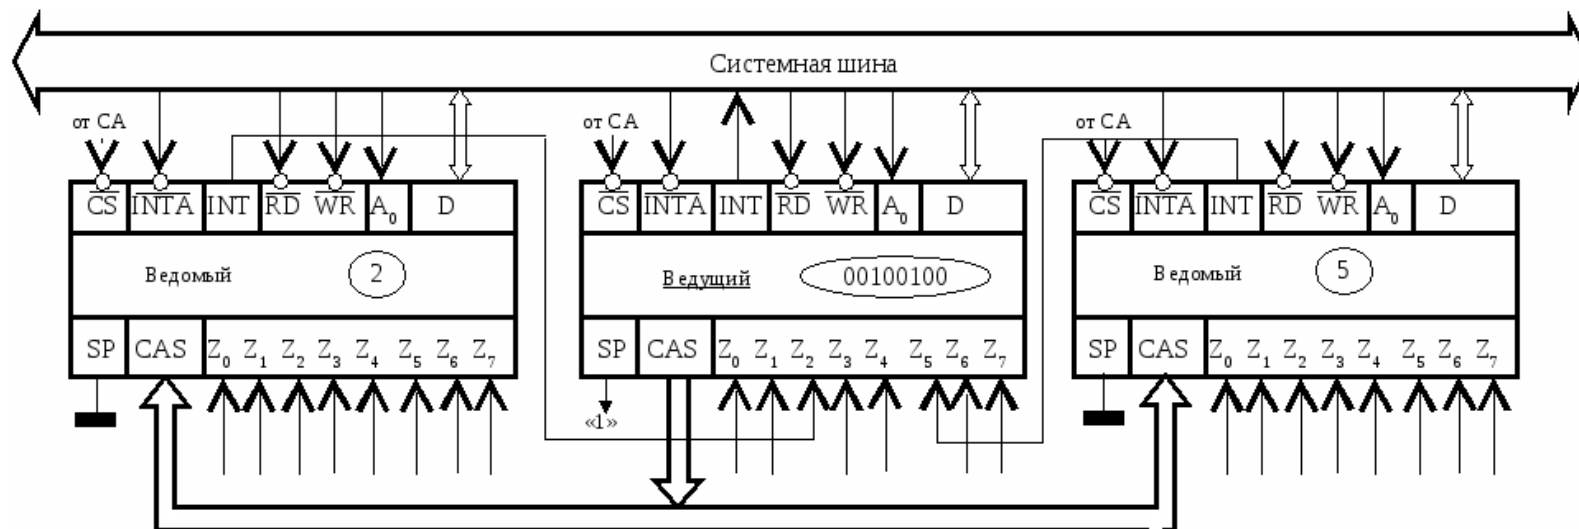 Системная шина
от СА
от СА
от СА
CS INTA INT RD WR A0 D
CS INTA INT RD WR A0 D
CS INTA INT RD WR A0 D
Ведомый 2
Ведущий 00100100
Ведомый 5
SP CAS Z0 Z1 Z2 Z3 Z4 Z5 Z6 Z7
SP CAS Z0 Z1 Z2 Z3 Z4 Z5 Z6 Z7
SP CAS Z0 Z1 Z2 Z3 Z4 Z5 Z6 Z7
«1»